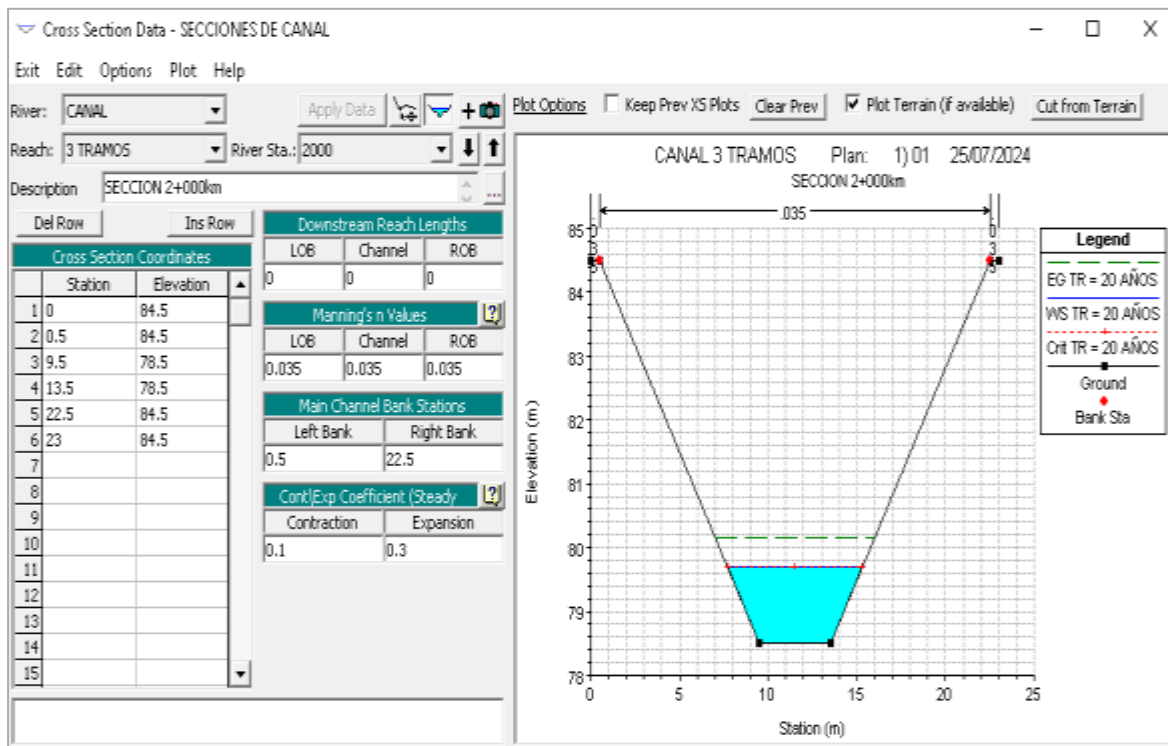 Cross Section Data - SECCIONES DE CANAL
Exit Edit Options Plot Help
River: CANAL Apply Data
Reach: 3 TRAMOS River Sta.: 2000
Description SECCION 2+000km ...
Del Row Ins Row
Cross Section Coordinates
Station Elevation
1 0 84.5
2 0.5 84.5
3 9.5 78.5
4 13.5 78.5
5 22.5 84.5
6 23 84.5
7
8
9
10
11
12
13
14
15
Downstream Reach Lengths
LOB Channel ROB
0 0 0
Manning's n Values ?
LOB Channel ROB
0.035 0.035 0.035
Main Channel Bank Stations
Left Bank Right Bank
0.5 22.5
Cont\Exp Coefficient (Steady ?
Contraction Expansion
0.1 0.3
Plot Options Keep Prev XS Plots Clear Prev Plot Terrain (if available) Cut from Terrain
CANAL 3 TRAMOS Plan: 1) 01 25/07/2024
SECCION 2+000km
.035
85
84
83
82
81
80
79
78
Elevation (m)
0 5 10 15 20 25
Station (m)
Legend
EG TR = 20 AÑOS
WS TR = 20 AÑOS
Crit TR = 20 AÑOS
Ground
Bank Sta